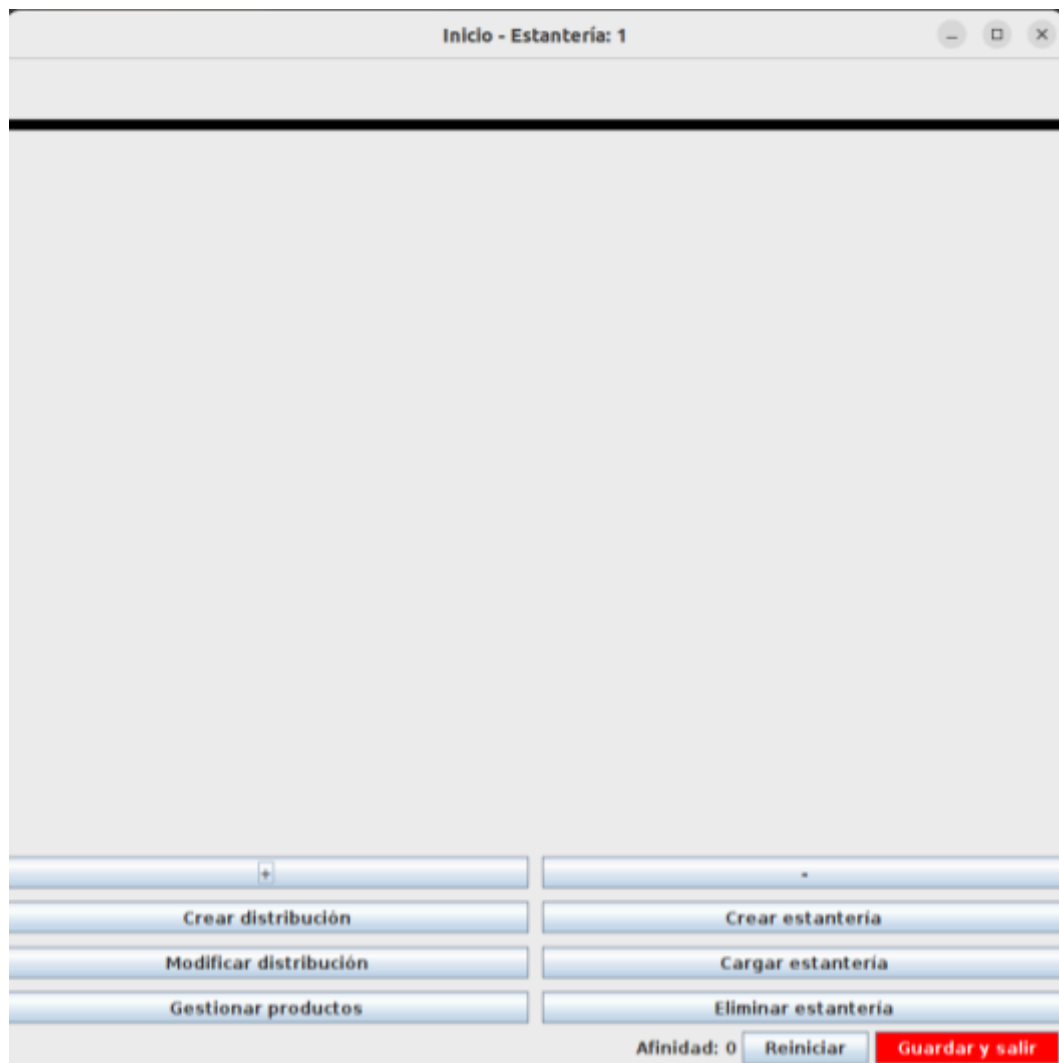 Inicio - Estantería: 1
+ -
Crear distribución Crear estantería
Modificar distribución Cargar estantería
Gestionar productos Eliminar estantería
Afinidad: 0 Reiniciar Guardar y salir